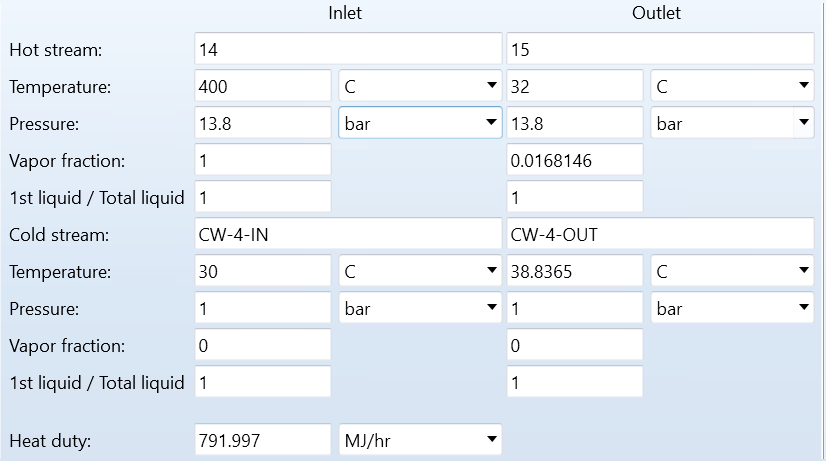 Inlet Outlet
Hot stream: 14 15
Temperature: 400 C 32 C
Pressure: 13.8 bar 13.8 bar
Vapor fraction: 1 0.0168146
1st liquid / Total liquid 1 1
Cold stream: CW-4-IN CW-4-OUT
Temperature: 30 C 38.8365 C
Pressure: 1 bar 1 bar
Vapor fraction: 0 0
1st liquid / Total liquid 1 1
Heat duty: 791.997 MJ/hr